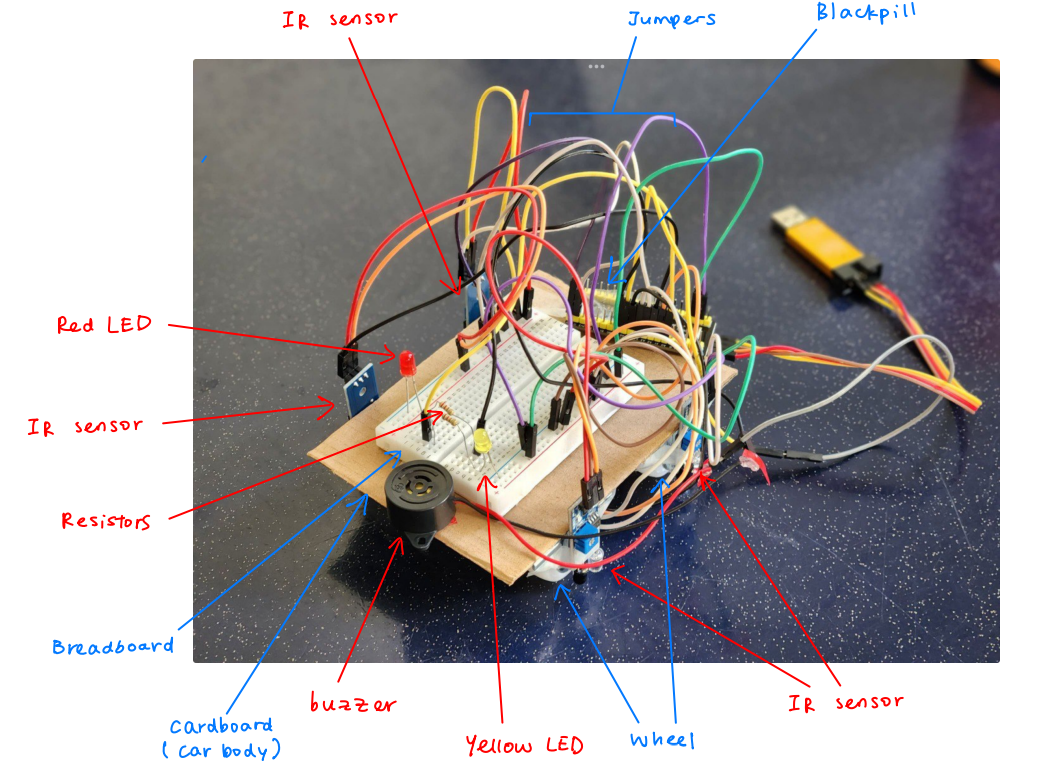 IR sensor
Jumpers
Blackpill
Red LED
IR sensor
Resistors
Breadboard
cardboard
(car body)
buzzer
Yellow LED
wheel
IR sensor